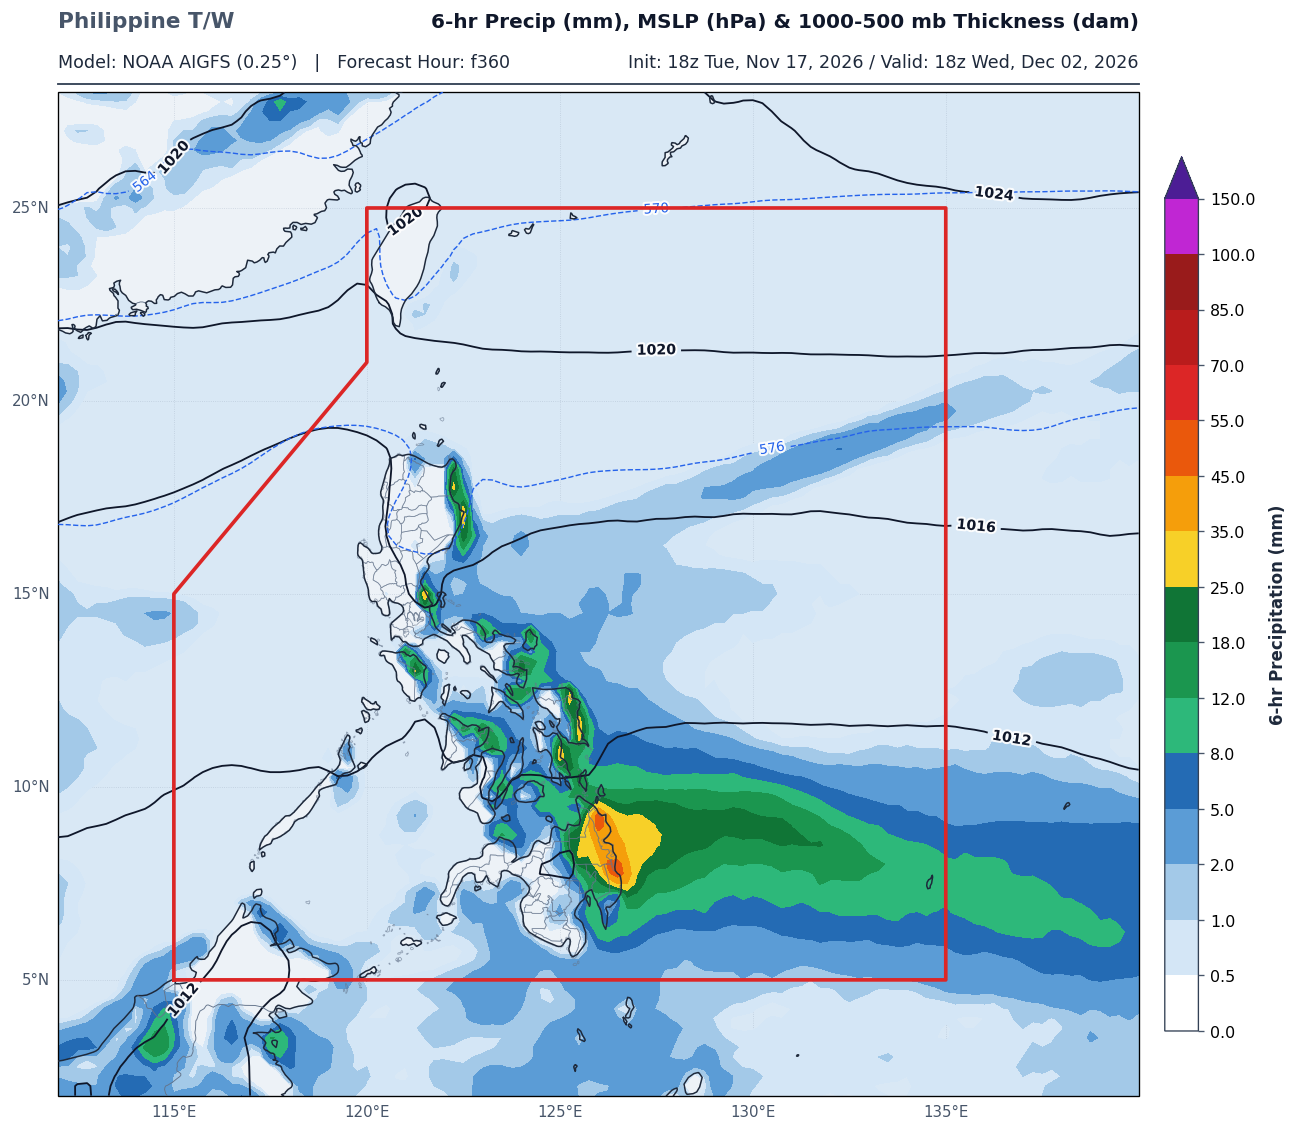 Philippine T/W
6-hr Precip (mm), MSLP (hPa) & 1000-500 mb Thickness (dam)
Model: NOAA AIGFS (0.25°) | Forecast Hour: f360
Init: 18z Tue, Nov 17, 2026 / Valid: 18z Wed, Dec 02, 2026
1020
564
1020
570
1024
1020
576
1016
1012
1012
25°N
20°N
15°N
10°N
5°N
115°E
120°E
125°E
130°E
135°E
150.0
100.0
85.0
70.0
55.0
45.0
35.0
25.0
18.0
12.0
8.0
5.0
2.0
1.0
0.5
0.0
6-hr Precipitation (mm)